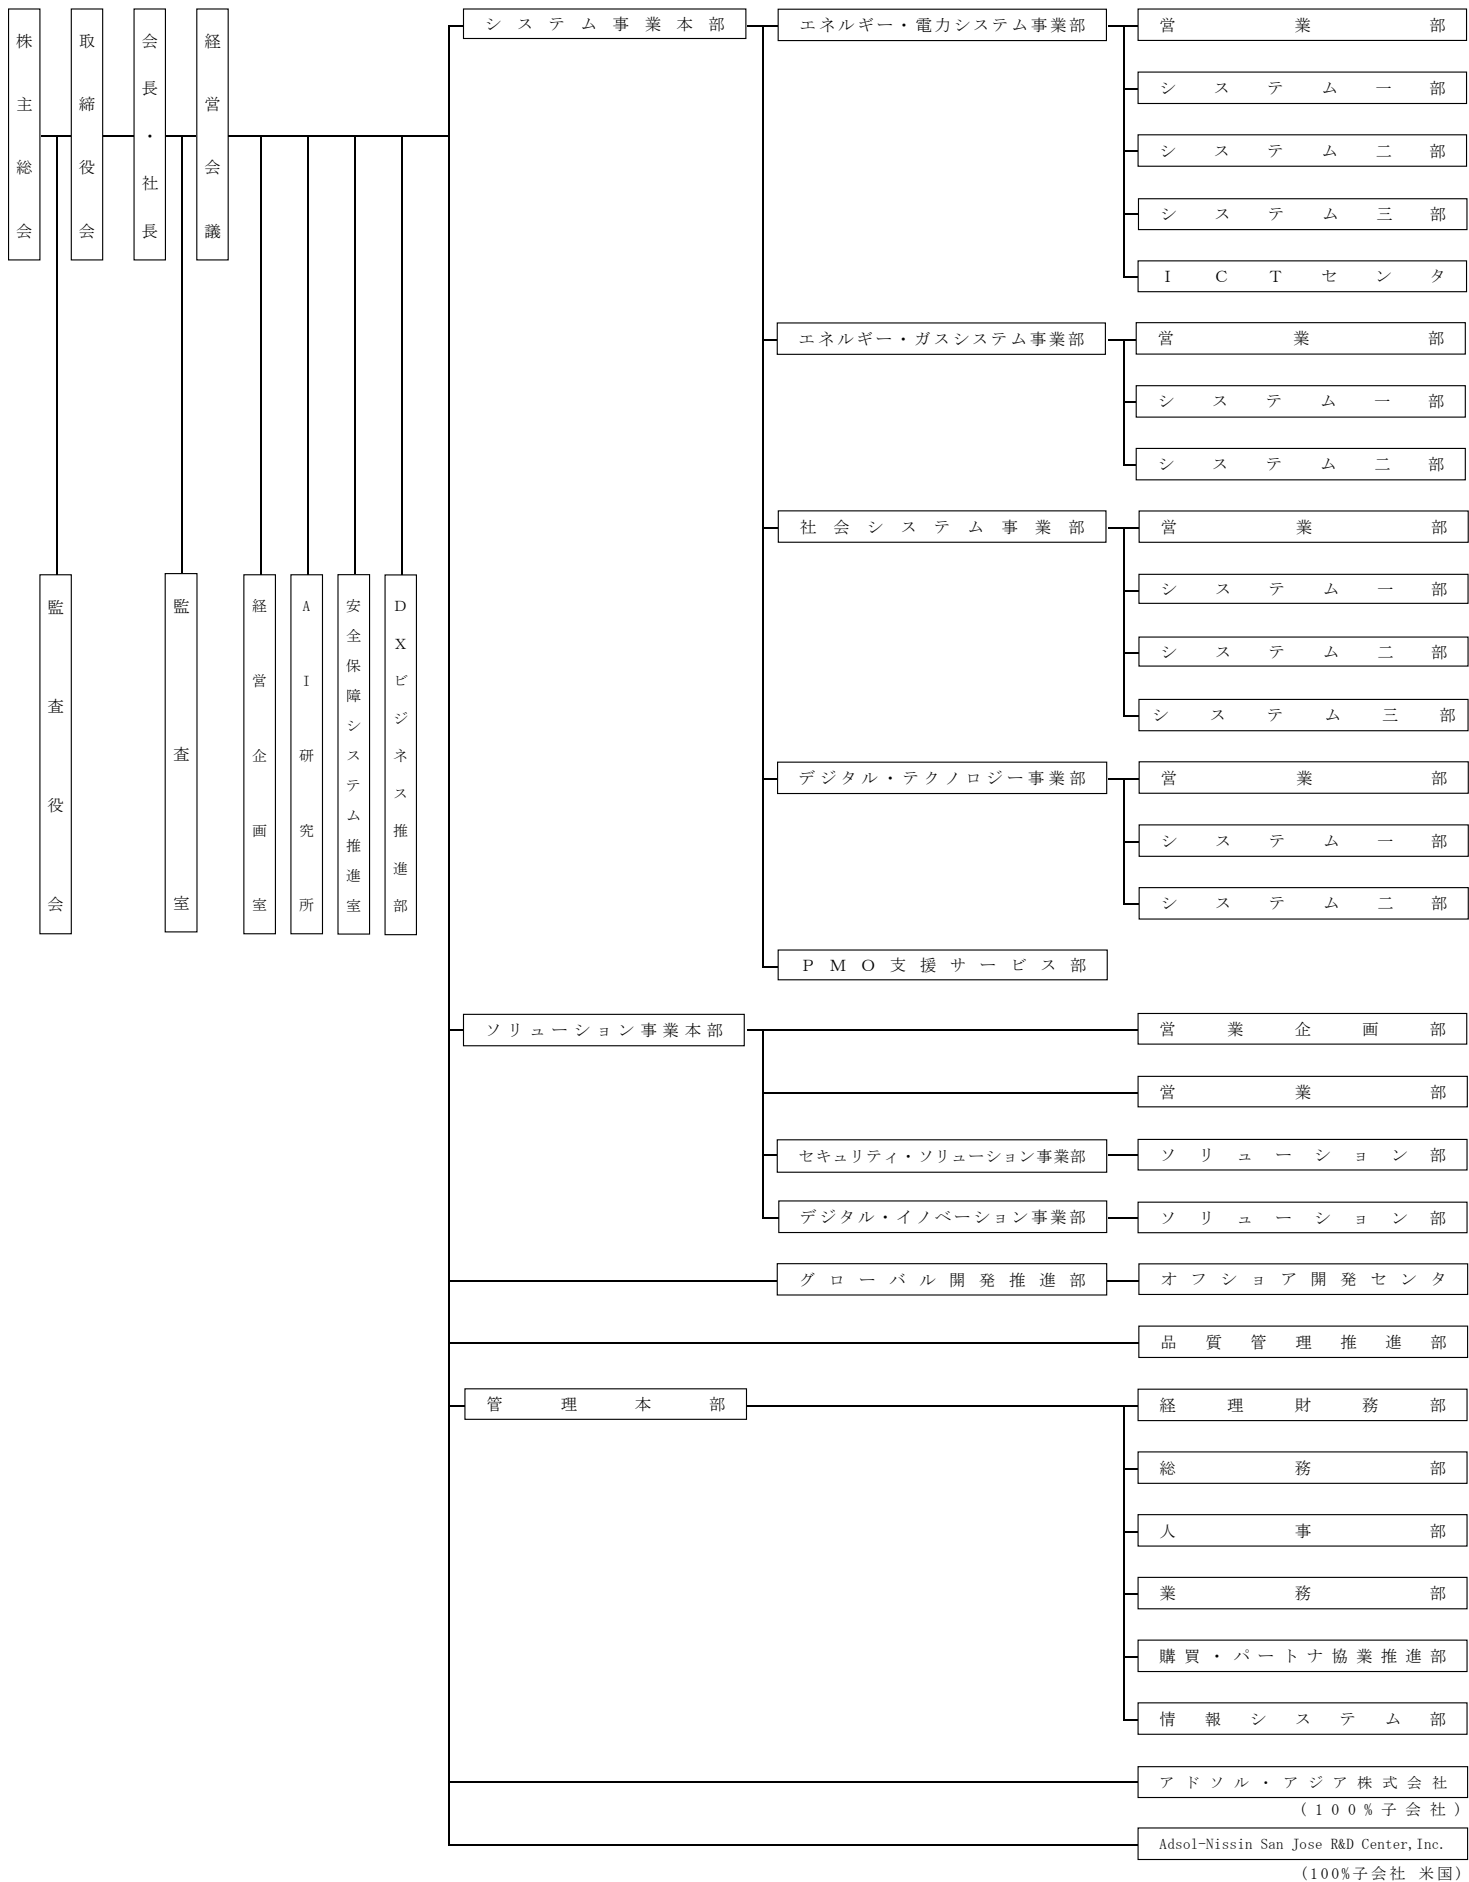 株主総会
取締役会
会長・社長
経営会議
監査役会
監査室
経営企画室
AI研究所
安全保障システム推進室
DXビジネス推進部
システム事業本部
エネルギー・電力システム事業部
営業部
システム一部
システム二部
システム三部
ICTセンタ
エネルギー・ガスシステム事業部
営業部
システム一部
システム二部
社会システム事業部
営業部
システム一部
システム二部
システム三部
デジタル・テクノロジー事業部
営業部
システム一部
システム二部
PMO支援サービス部
ソリューション事業本部
営業企画部
営業部
セキュリティ・ソリューション事業部
ソリューション部
デジタル・イノベーション事業部
ソリューション部
グローバル開発推進部
オフショア開発センタ
品質管理推進部
管理本部
経理財務部
総務部
人事部
業務部
購買・パートナ協業推進部
情報システム部
アドソル・アジア株式会社
(100%子会社)
Adsol-Nissin San Jose R&D Center,Inc.
(100%子会社 米国)